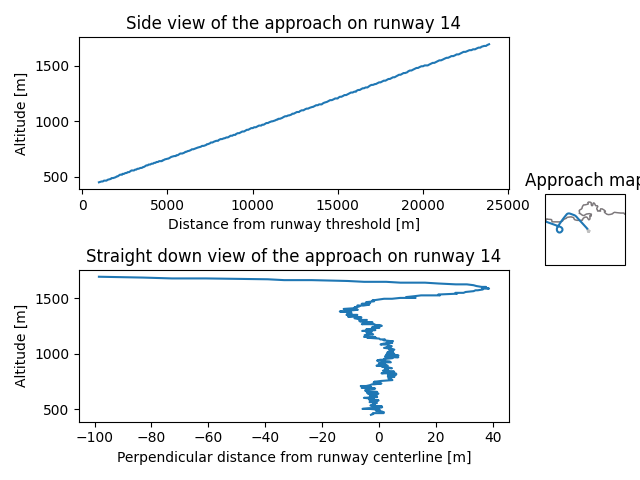 Side view of the approach on runway 14
1500
1000
500
Altitude [m]
0 5000 10000 15000 20000 25000
Distance from runway threshold [m]
Approach map
Straight down view of the approach on runway 14
1500
1000
500
Altitude [m]
−100 −80 −60 −40 −20 0 20 40
Perpendicular distance from runway centerline [m]